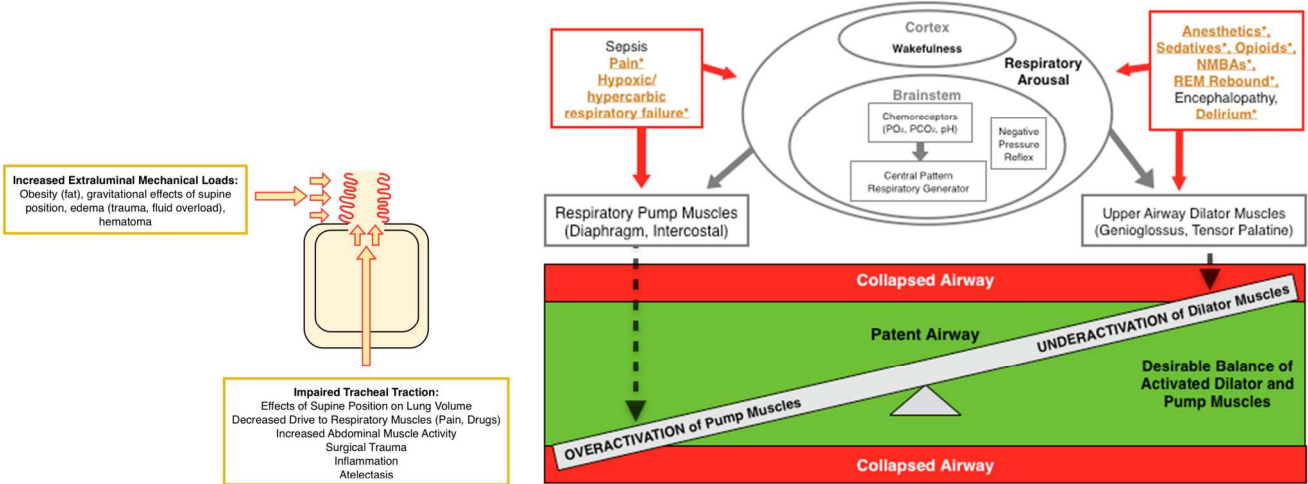 Increased Extraluminal Mechanical Loads:
Obesity (fat), gravitational effects of supine
position, edema (trauma, fluid overload),
hematoma
Impaired Tracheal Traction:
Effects of Supine Position on Lung Volume
Decreased Drive to Respiratory Muscles (Pain, Drugs)
Increased Abdominal Muscle Activity
Surgical Trauma
Inflammation
Atelectasis
Sepsis
Pain*
Hypoxic/
hypercarbic
respiratory failure*
Cortex
Wakefulness
Respiratory
Arousal
Brainstem
Chemoreceptors
(PO₂, PCO₂, pH)
Negative
Pressure
Reflex
Central Pattern
Respiratory Generator
Anesthetics*,
Sedatives*, Opioids*,
NMBAs*,
REM Rebound*,
Encephalopathy,
Delirium*
Respiratory Pump Muscles
(Diaphragm, Intercostal)
Upper Airway Dilator Muscles
(Genioglossus, Tensor Palatine)
Collapsed Airway
Patent Airway
UNDERACTIVATION of Dilator Muscles
OVERACTIVATION of Pump Muscles
Desirable Balance of
Activated Dilator and
Pump Muscles
Collapsed Airway